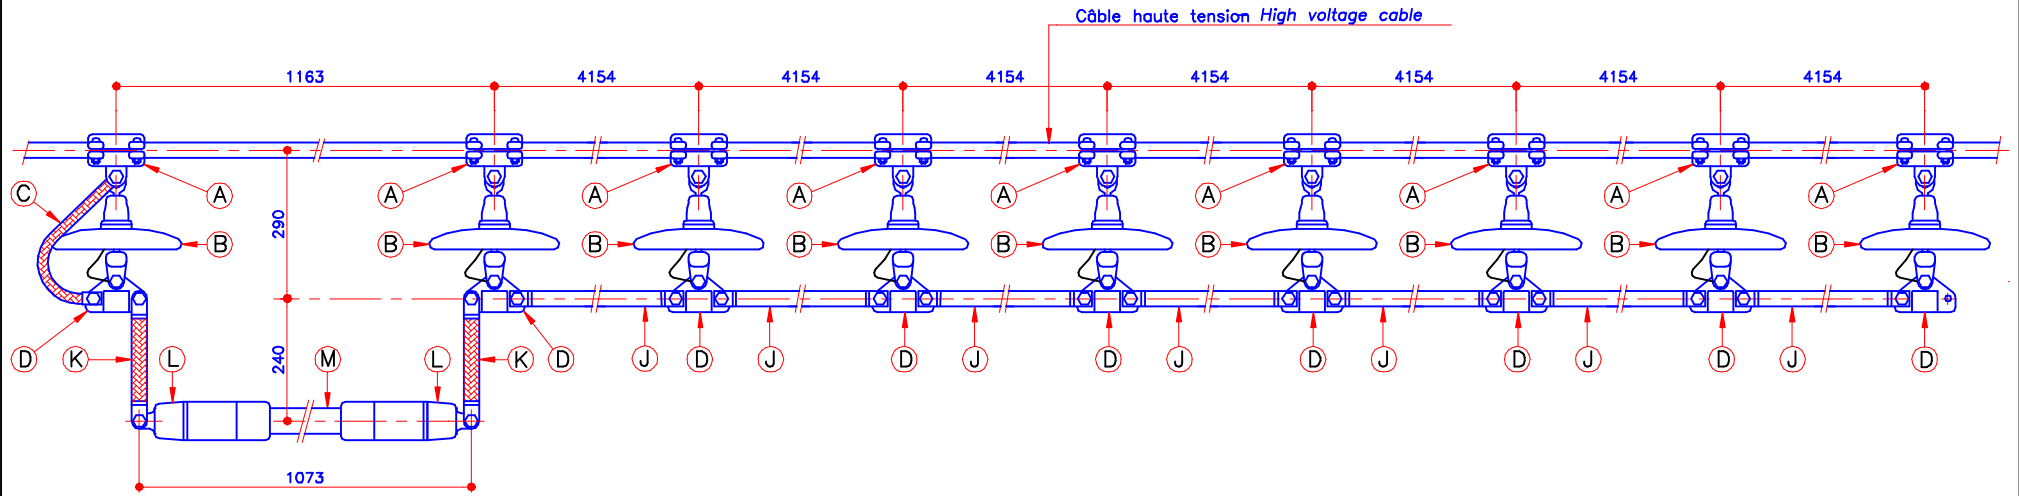 Câble haute tension High voltage cable
1163 4154 4154 4154 4154 4154 4154 4154
C A A A A A A A A A
290
B B B B B B B B B
D K L M L K D J D J D J D J D J D J D J D
240
1073